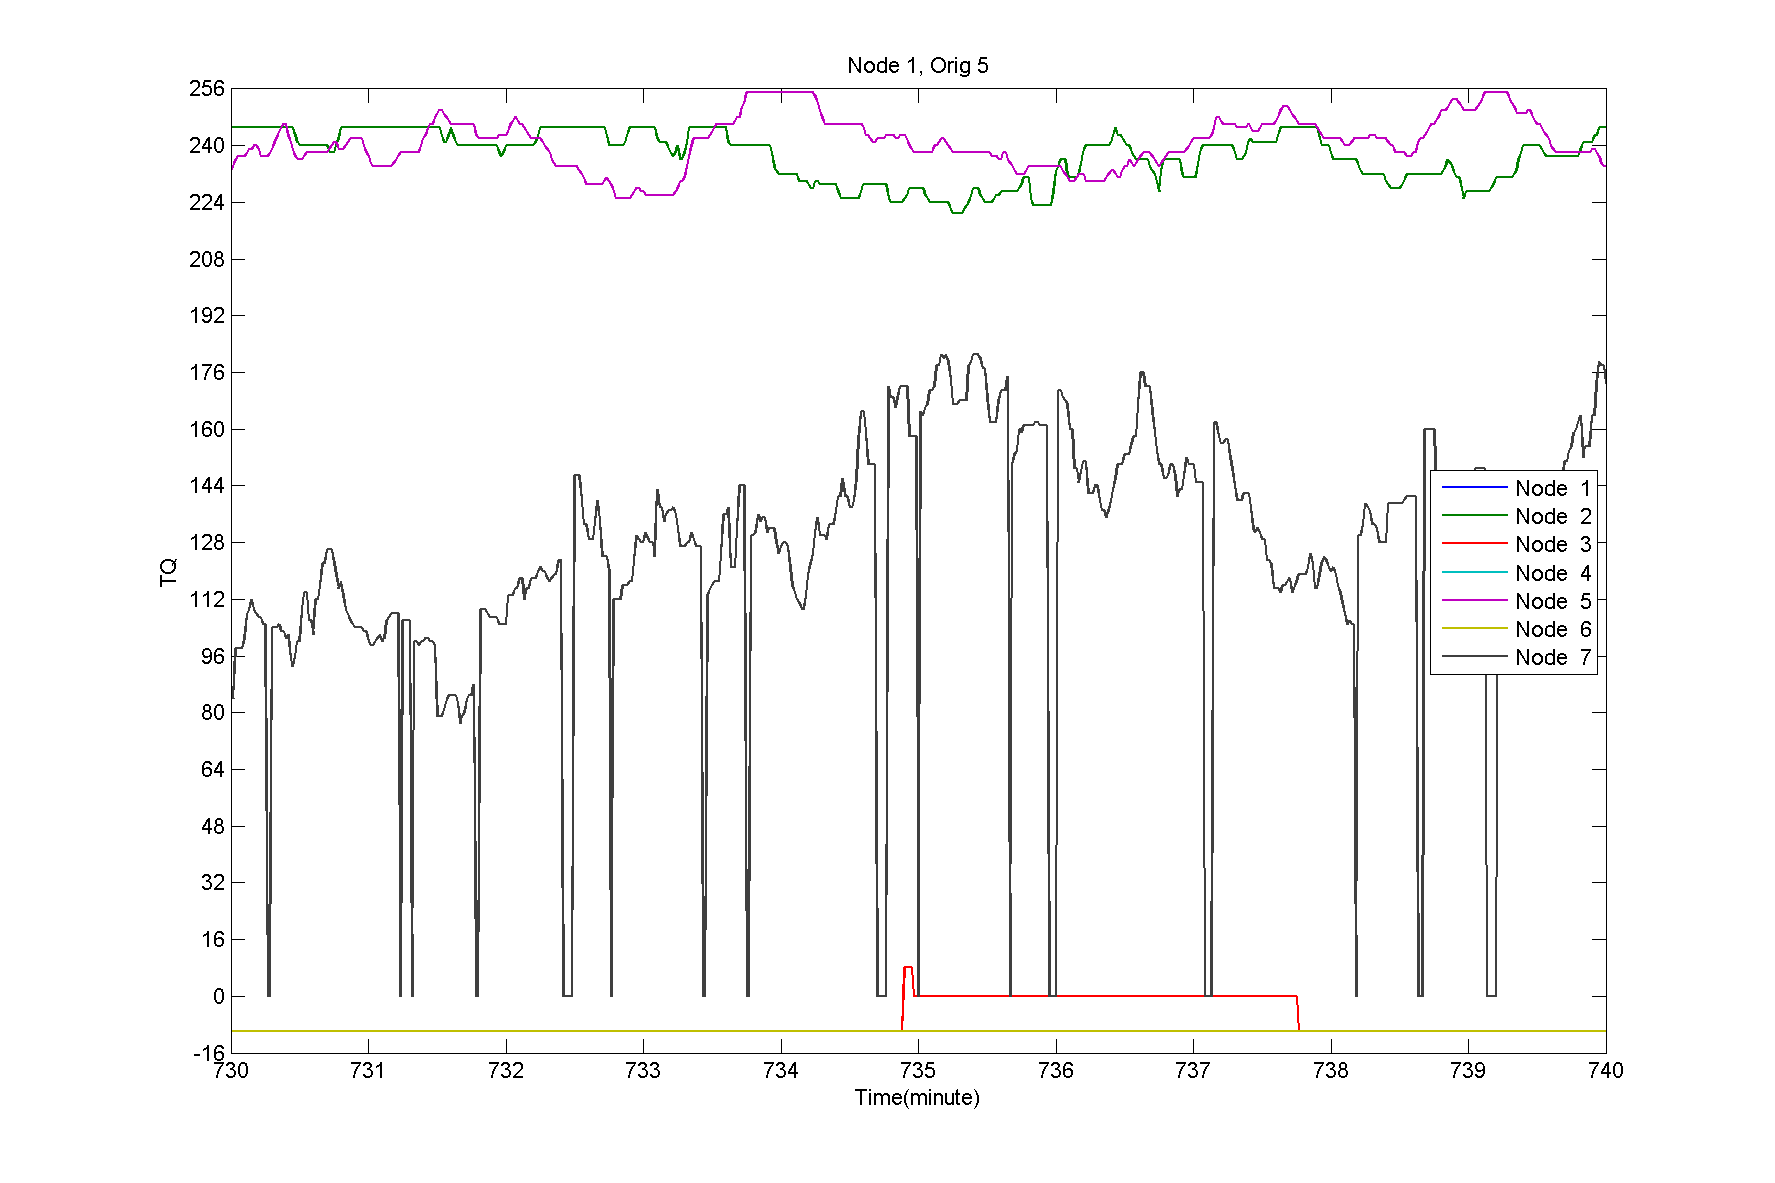 Node 1, Orig 5
256
240
224
208
192
176
160
144
128
112
96
80
64
48
32
16
0
-16
TQ
Node 1
Node 2
Node 3
Node 4
Node 5
Node 6
Node 7
730 731 732 733 734 735 736 737 738 739 740
Time(minute)